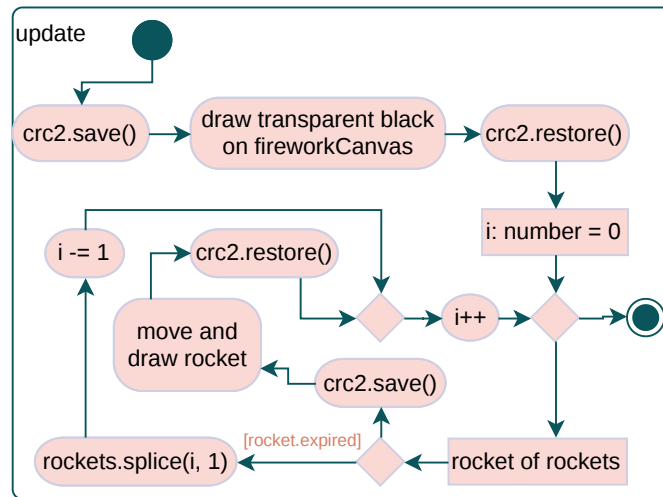 update
crc2.save()
draw transparent black
on fireworkCanvas
crc2.restore()
i: number = 0
i -= 1
crc2.restore()
i++
move and
draw rocket
crc2.save()
[rocket.expired]
rockets.splice(i, 1)
rocket of rockets